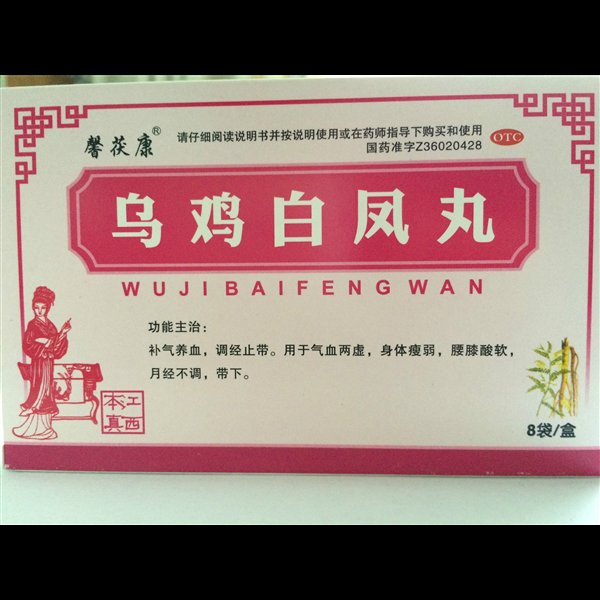 馨茯康®
请仔细阅读说明书并按说明使用或在药师指导下购买和使用
国药准字Z36020428
OTC
乌鸡白凤丸
WUJIBAIFENGWAN
功能主治：
补气养血，调经止带。用于气血两虚，身体瘦弱，腰膝酸软，
月经不调，带下。
江西
本真
8袋/盒